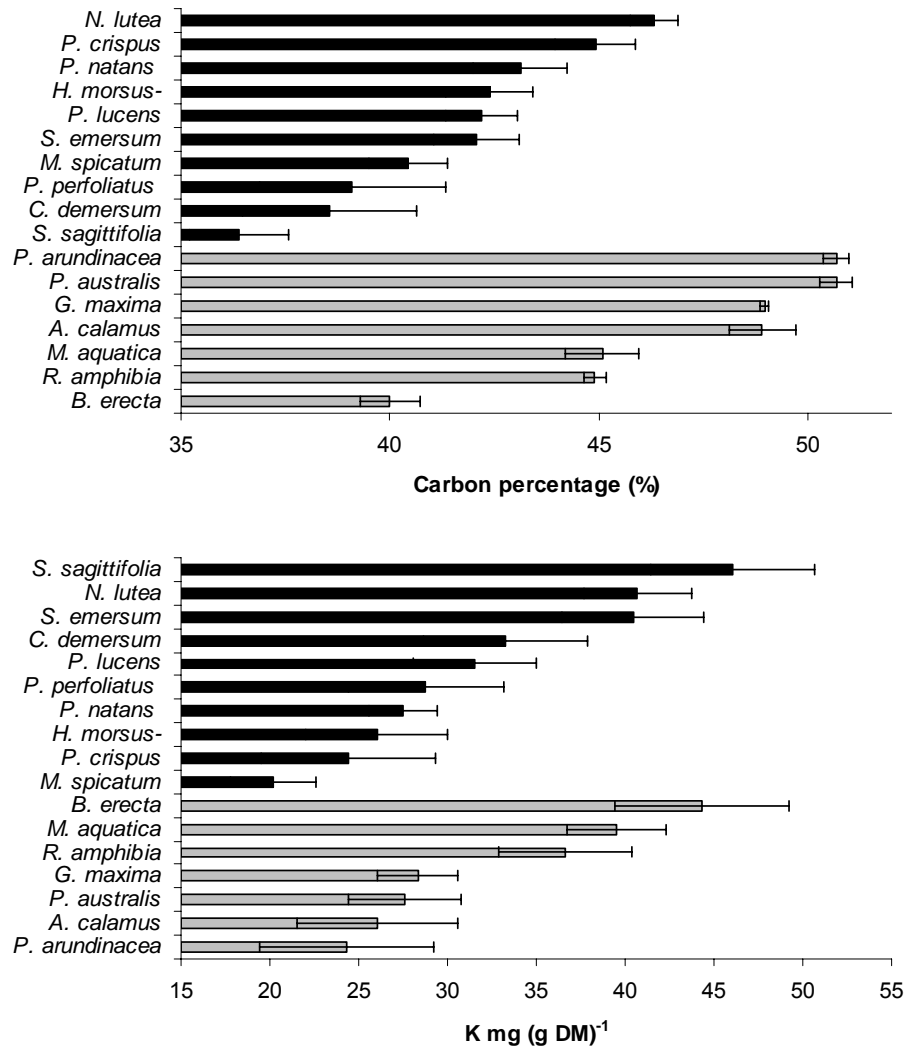 N. lutea
P. crispus
P. natans
H. morsus-
P. lucens
S. emersum
M. spicatum
P. perfoliatus
C. demersum
S. sagittifolia
P. arundinacea
P. australis
G. maxima
A. calamus
M. aquatica
R. amphibia
B. erecta
35 40 45 50
Carbon percentage (%)
S. sagittifolia
N. lutea
S. emersum
C. demersum
P. lucens
P. perfoliatus
P. natans
H. morsus-
P. crispus
M. spicatum
B. erecta
M. aquatica
R. amphibia
G. maxima
P. australis
A. calamus
P. arundinacea
15 20 25 30 35 40 45 50 55
K mg (g DM)⁻¹